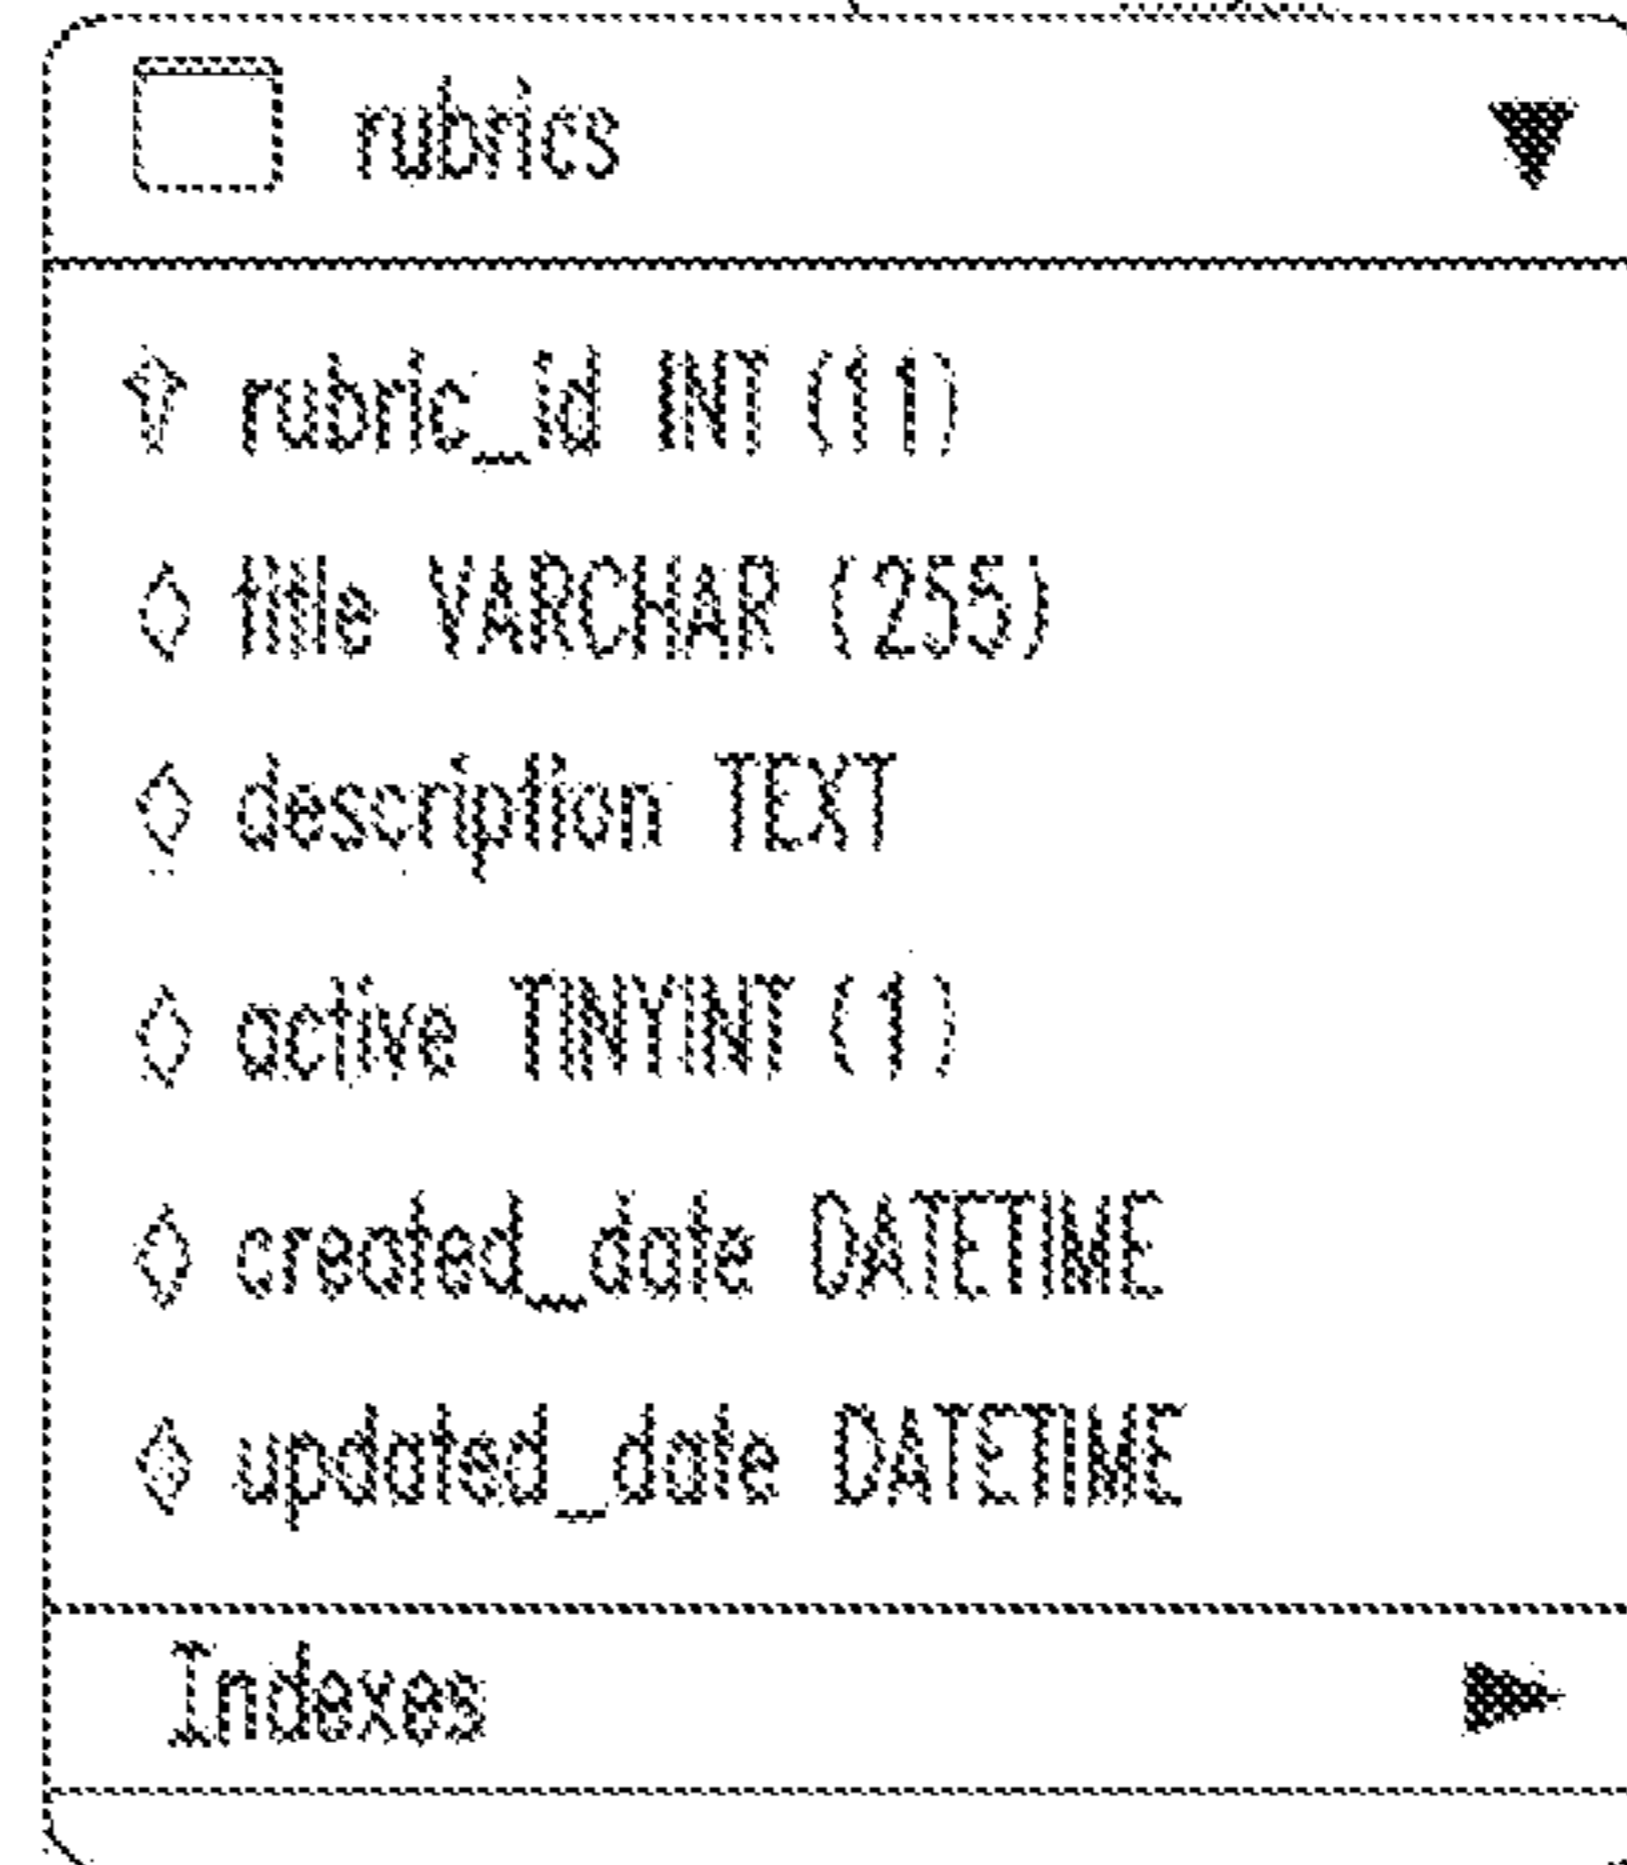 rubrics
rubric_id INT (11)
title VARCHAR (255)
description TEXT
active TINYINT (1)
created_date DATETIME
updated_date DATETIME
Indexes